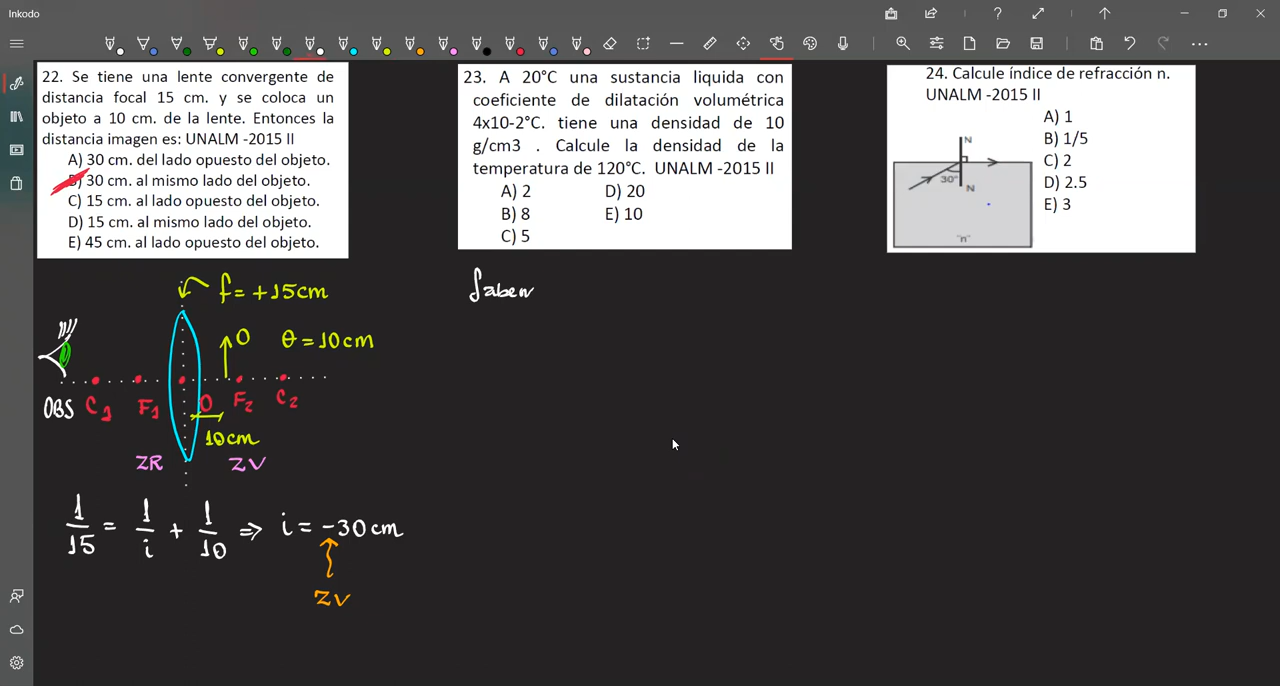 Inkodo
22. Se tiene una lente convergente de
distancia focal 15 cm. y se coloca un
objeto a 10 cm. de la lente. Entonces la
distancia imagen es: UNALM -2015 II
A) 30 cm. del lado opuesto del objeto.
B) 30 cm. al mismo lado del objeto.
C) 15 cm. al lado opuesto del objeto.
D) 15 cm. al mismo lado del objeto.
E) 45 cm. al lado opuesto del objeto.
f = +15cm
O θ = 10cm
OBS C1 F1 O F2 C2
10cm
ZR ZV
1/15 = 1/i + 1/10 ⇒ i = -30cm
ZV
23. A 20°C una sustancia liquida con
coeficiente de dilatación volumétrica
4x10-2°C. tiene una densidad de 10
g/cm3 . Calcule la densidad de la
temperatura de 120°C. UNALM -2015 II
A) 2 D) 20
B) 8 E) 10
C) 5
Saben
24. Calcule índice de refracción n.
UNALM -2015 II
A) 1
B) 1/5
C) 2
D) 2.5
E) 3
N
30°
N
"n"